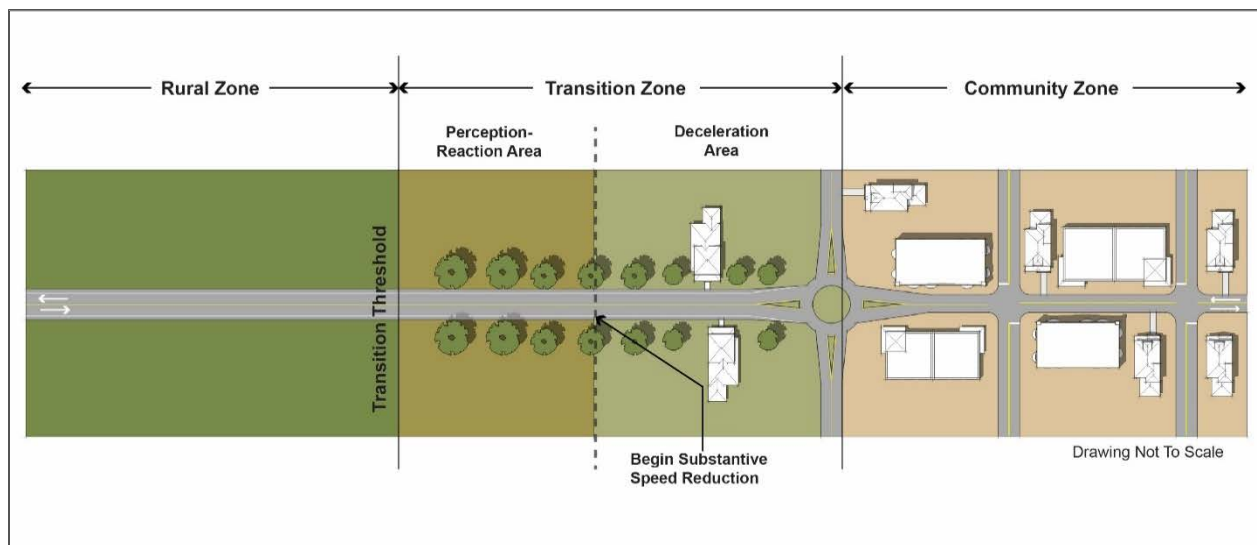 Rural Zone
Transition Zone
Community Zone
Perception-
Reaction Area
Deceleration
Area
Transition Threshold
Begin Substantive
Speed Reduction
Drawing Not To Scale